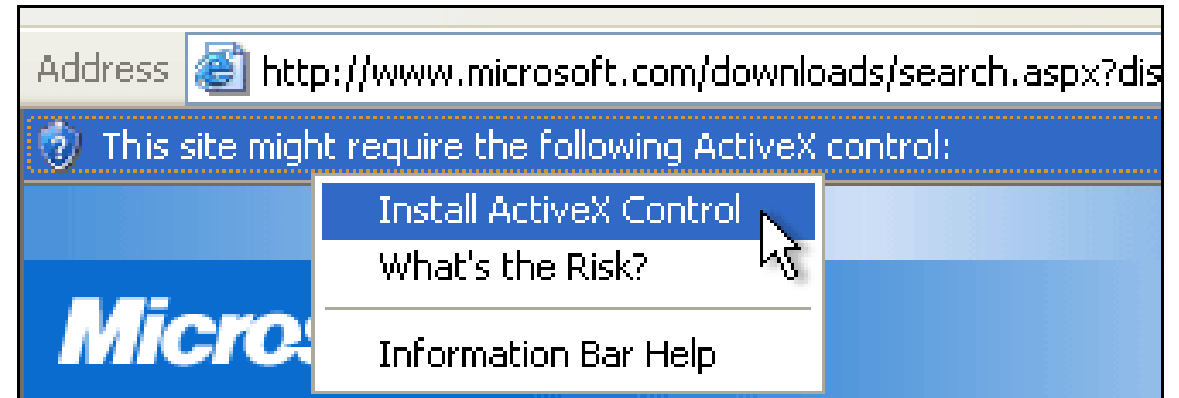 Address http://www.microsoft.com/downloads/search.aspx?dis
This site might require the following ActiveX control:
Install ActiveX Control
What's the Risk?
Micros
Information Bar Help